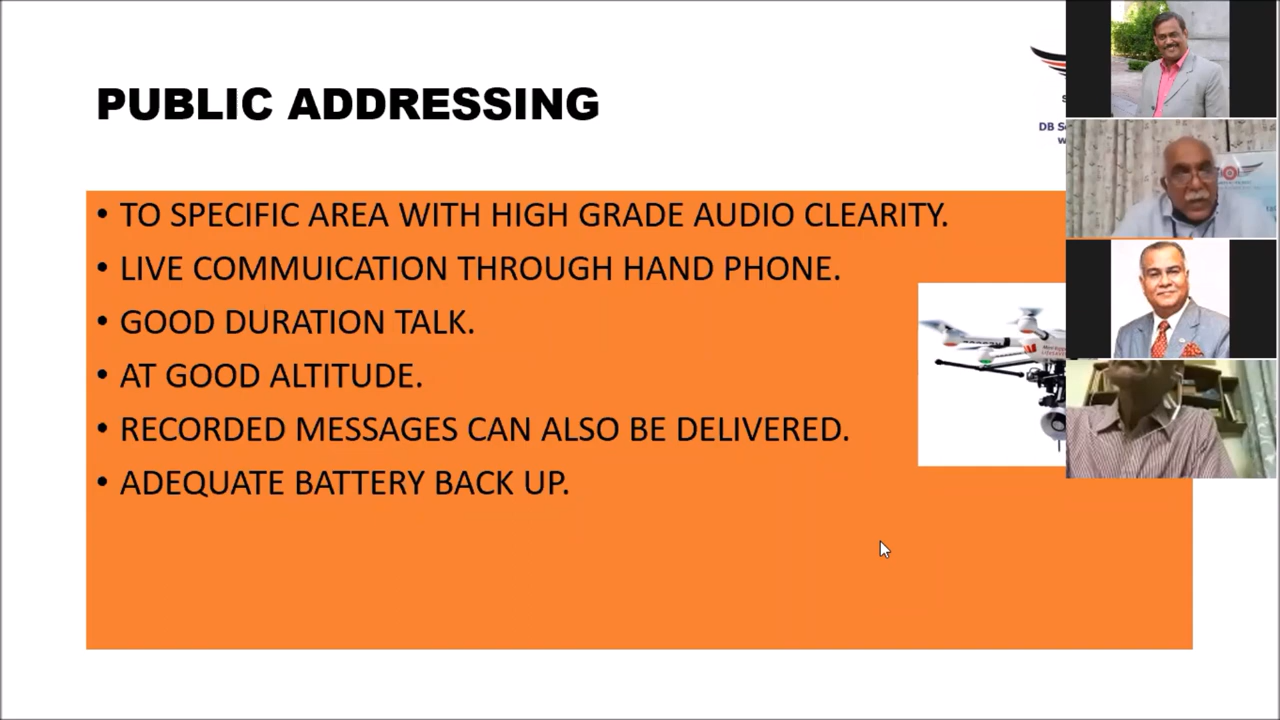 PUBLIC ADDRESSING
DB
• TO SPECIFIC AREA WITH HIGH GRADE AUDIO CLEARITY.
• LIVE COMMUICATION THROUGH HAND PHONE.
• GOOD DURATION TALK.
• AT GOOD ALTITUDE.
• RECORDED MESSAGES CAN ALSO BE DELIVERED.
• ADEQUATE BATTERY BACK UP.